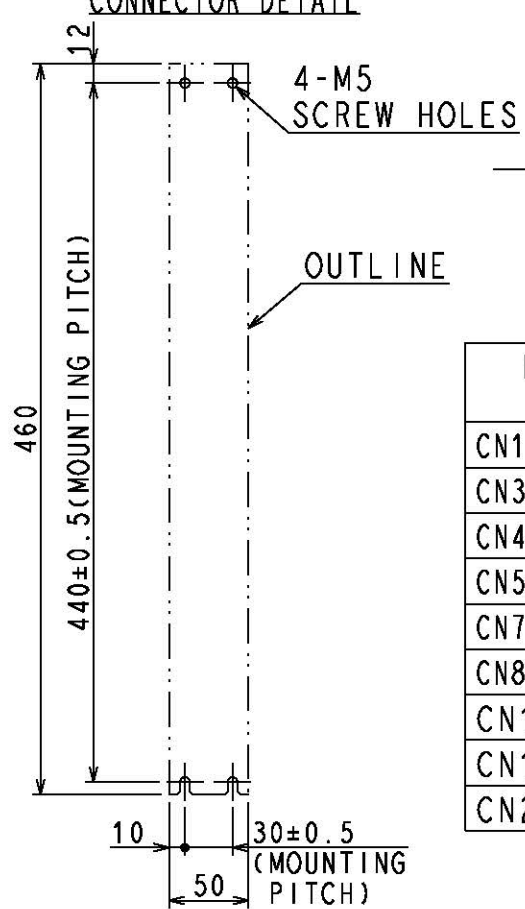 CONNECTOR DETAIL
12
4-M5
SCREW HOLES
OUTLINE
440±0.5(MOUNTING PITCH)
460
10
30±0.5
(MOUNTING
PITCH)
50
CN1
CN3
CN4
CN5
CN7
CN8
CN1
CN1
CN2